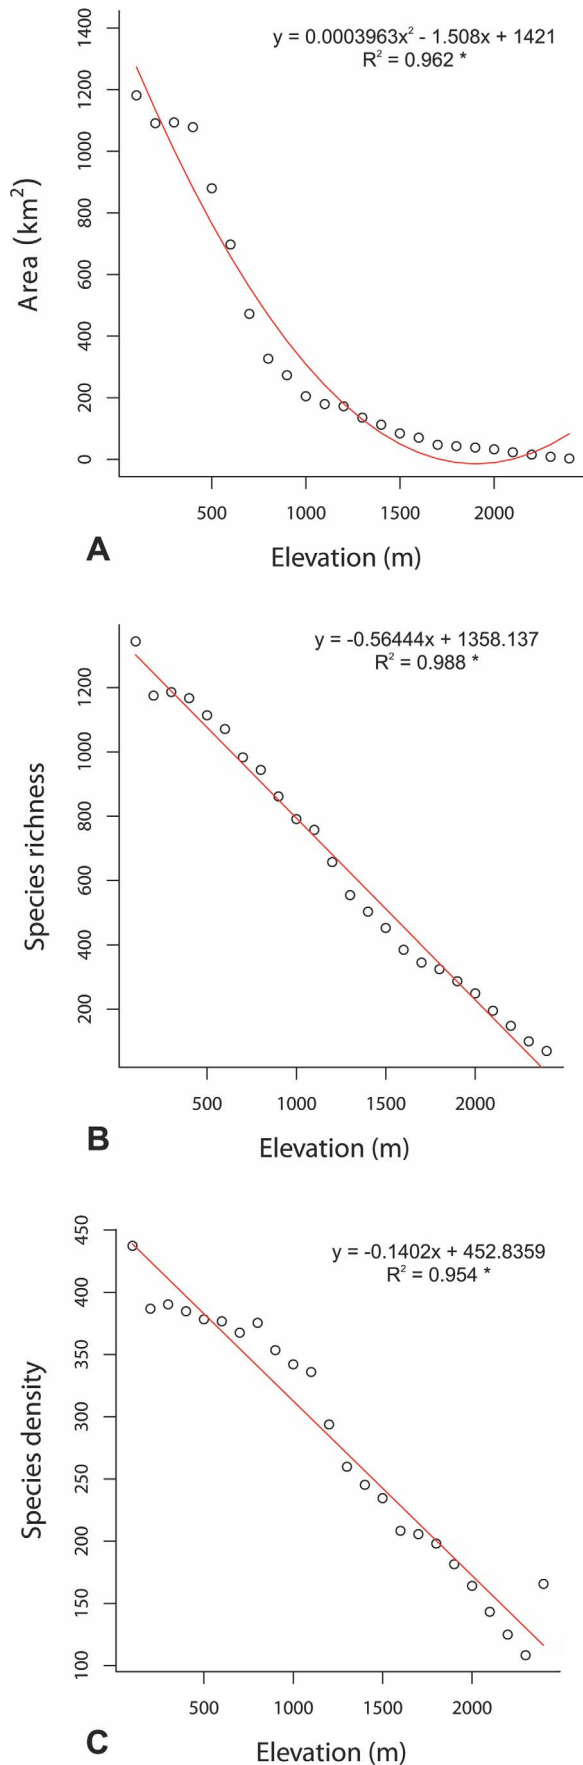 y = 0.0003963x² - 1.508x + 1421
R² = 0.962 *
1400
1200
1000
800
600
400
200
0
Area (km²)
500 1000 1500 2000
A
Elevation (m)
y = -0.56444x + 1358.137
R² = 0.988 *
1200
1000
800
600
400
200
Species richness
500 1000 1500 2000
B
Elevation (m)
y = -0.1402x + 452.8359
R² = 0.954 *
450
400
350
300
250
200
150
100
Species density
500 1000 1500 2000
C
Elevation (m)